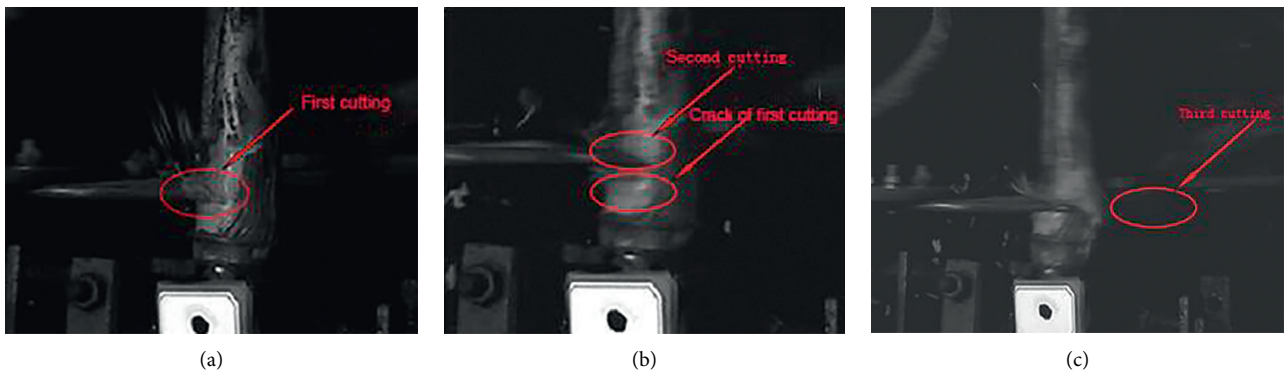 First cutting
Second cutting
Crack of first cutting
Third cutting
(a)
(b)
(c)